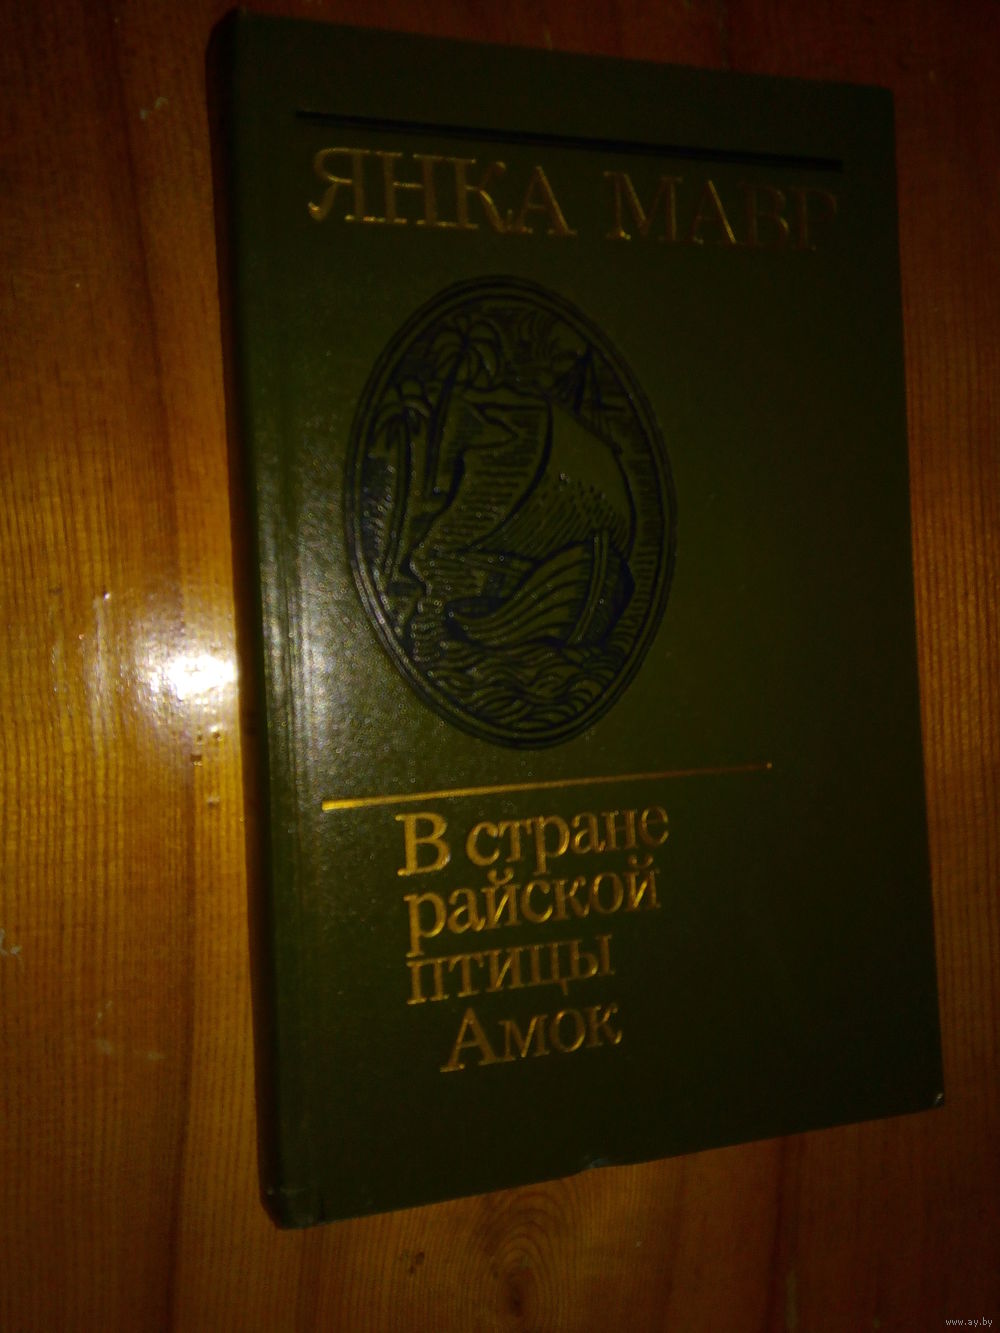 ЯНКА МАВР
В стране
райской
птицы
Амок
www.ay.by